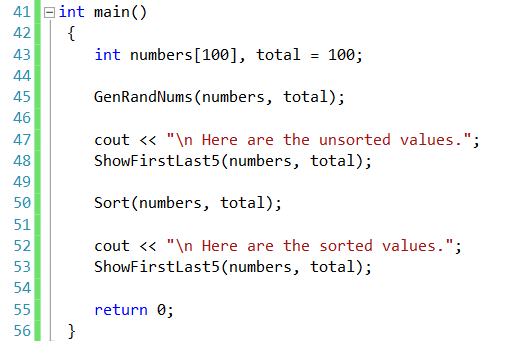 41 int main()
42 {
43 int numbers[100], total = 100;
44
45 GenRandNums(numbers, total);
46
47 cout << "\n Here are the unsorted values.";
48 ShowFirstLast5(numbers, total);
49
50 Sort(numbers, total);
51
52 cout << "\n Here are the sorted values.";
53 ShowFirstLast5(numbers, total);
54
55 return 0;
56 }